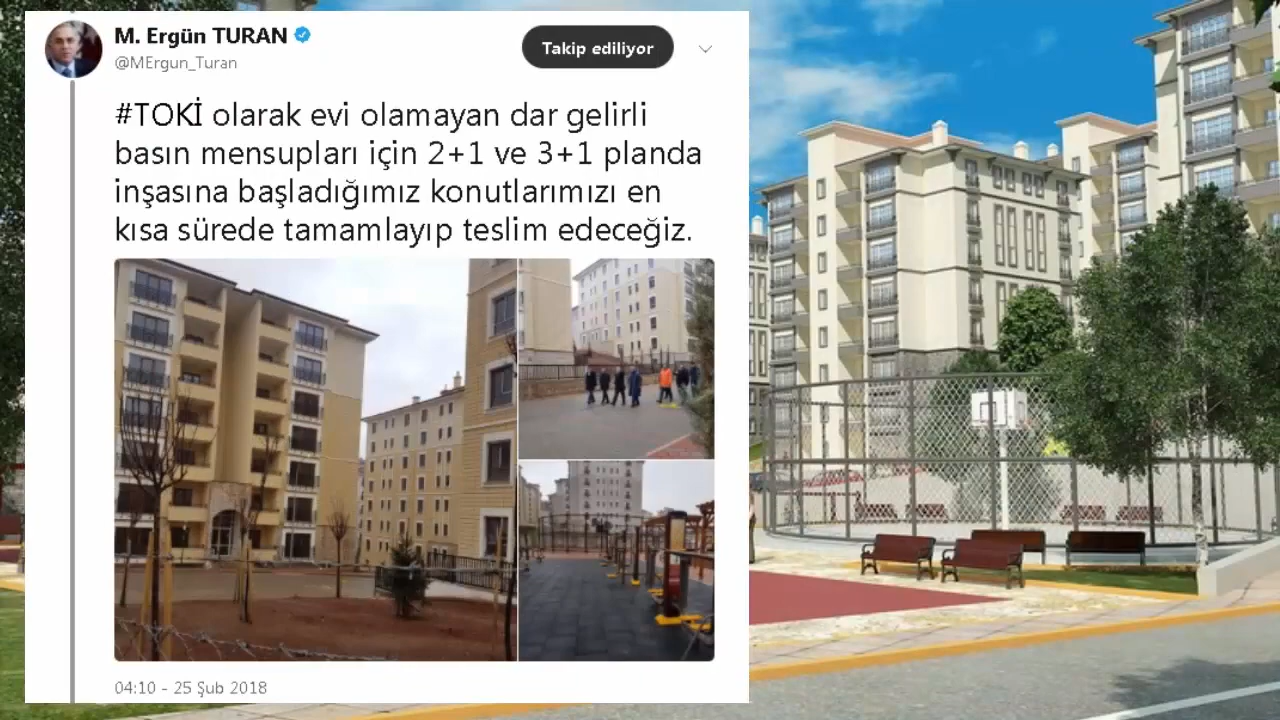 M. Ergün TURAN
@MErgun_Turan
Takip ediliyor
#TOKİ olarak evi olamayan dar gelirli
basın mensupları için 2+1 ve 3+1 planda
inşasına başladığımız konutlarımızı en
kısa sürede tamamlayıp teslim edeceğiz.
04:10 - 25 Şub 2018